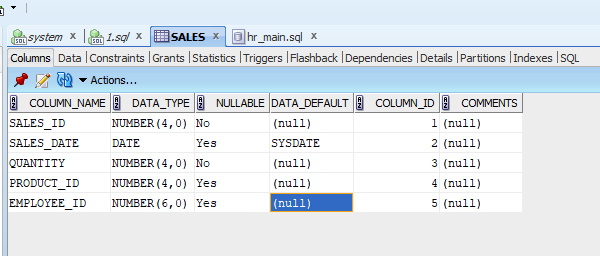 system x 1.sql x SALES x hr_main.sql x
Columns Data Constraints Grants Statistics Triggers Flashback Dependencies Details Partitions Indexes SQL
Actions...
COLUMN_NAME DATA_TYPE NULLABLE DATA_DEFAULT COLUMN_ID COMMENTS
SALES_ID NUMBER(4,0) No (null) 1 (null)
SALES_DATE DATE Yes SYSDATE 2 (null)
QUANTITY NUMBER(4,0) No (null) 3 (null)
PRODUCT_ID NUMBER(4,0) Yes (null) 4 (null)
EMPLOYEE_ID NUMBER(6,0) Yes (null) 5 (null)